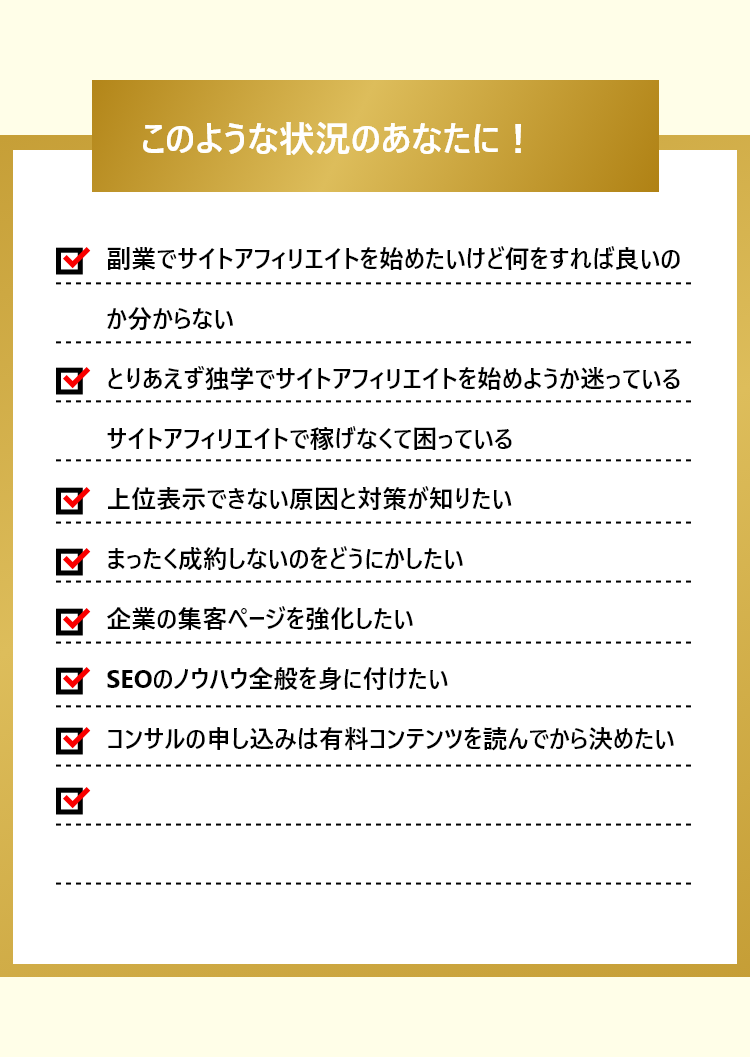 このような状況のあなたに！
副業でサイトアフィリエイトを始めたいけど何をすれば良いの
か分からない
とりあえず独学でサイトアフィリエイトを始めようか迷っている
サイトアフィリエイトで稼げなくて困っている
上位表示できない原因と対策が知りたい
まったく成約しないのをどうにかしたい
企業の集客ページを強化したい
SEOのノウハウ全般を身に付けたい
コンサルの申し込みは有料コンテンツを読んでから決めたい